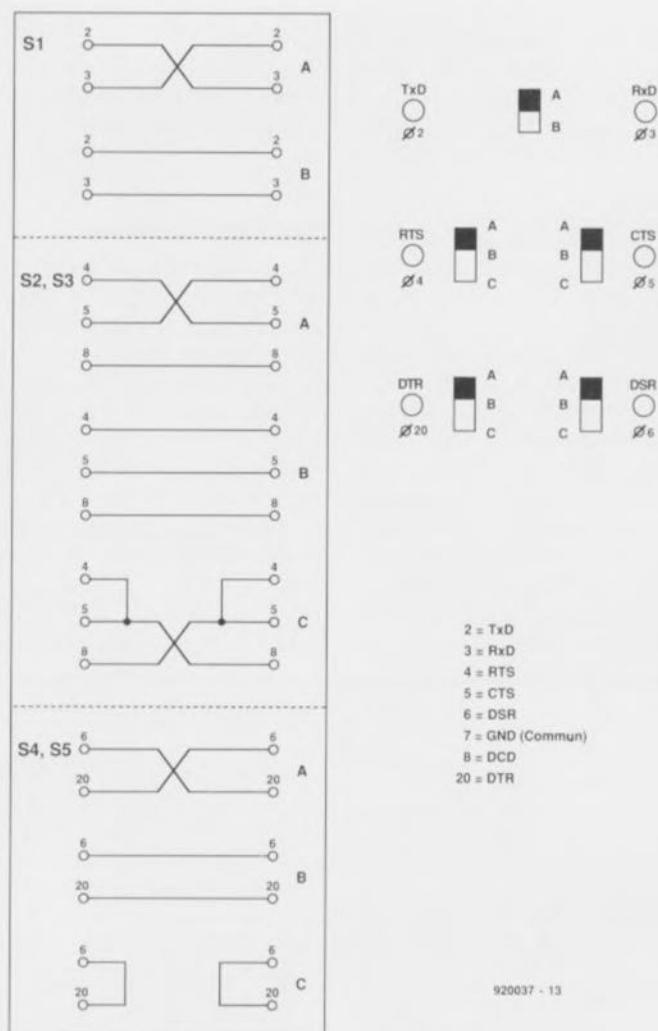 S1
2 2
A
3 3
2 2
B
3 3
S2, S3
4 4
5 5
A
8 8
4 4
5 5
B
8 8
4 4
5 5
C
8 8
S4, S5
6 6
A
20 20
6 6
B
20 20
6 6
C
20 20
TxD A RxD
Ø2 B Ø3
RTS A A CTS
B B
Ø4 C C Ø5
DTR A A DSR
B B
Ø20 C C Ø6
2 = TxD
3 = RxD
4 = RTS
5 = CTS
6 = DSR
7 = GND (Commun)
8 = DCD
20 = DTR
920037 - 13